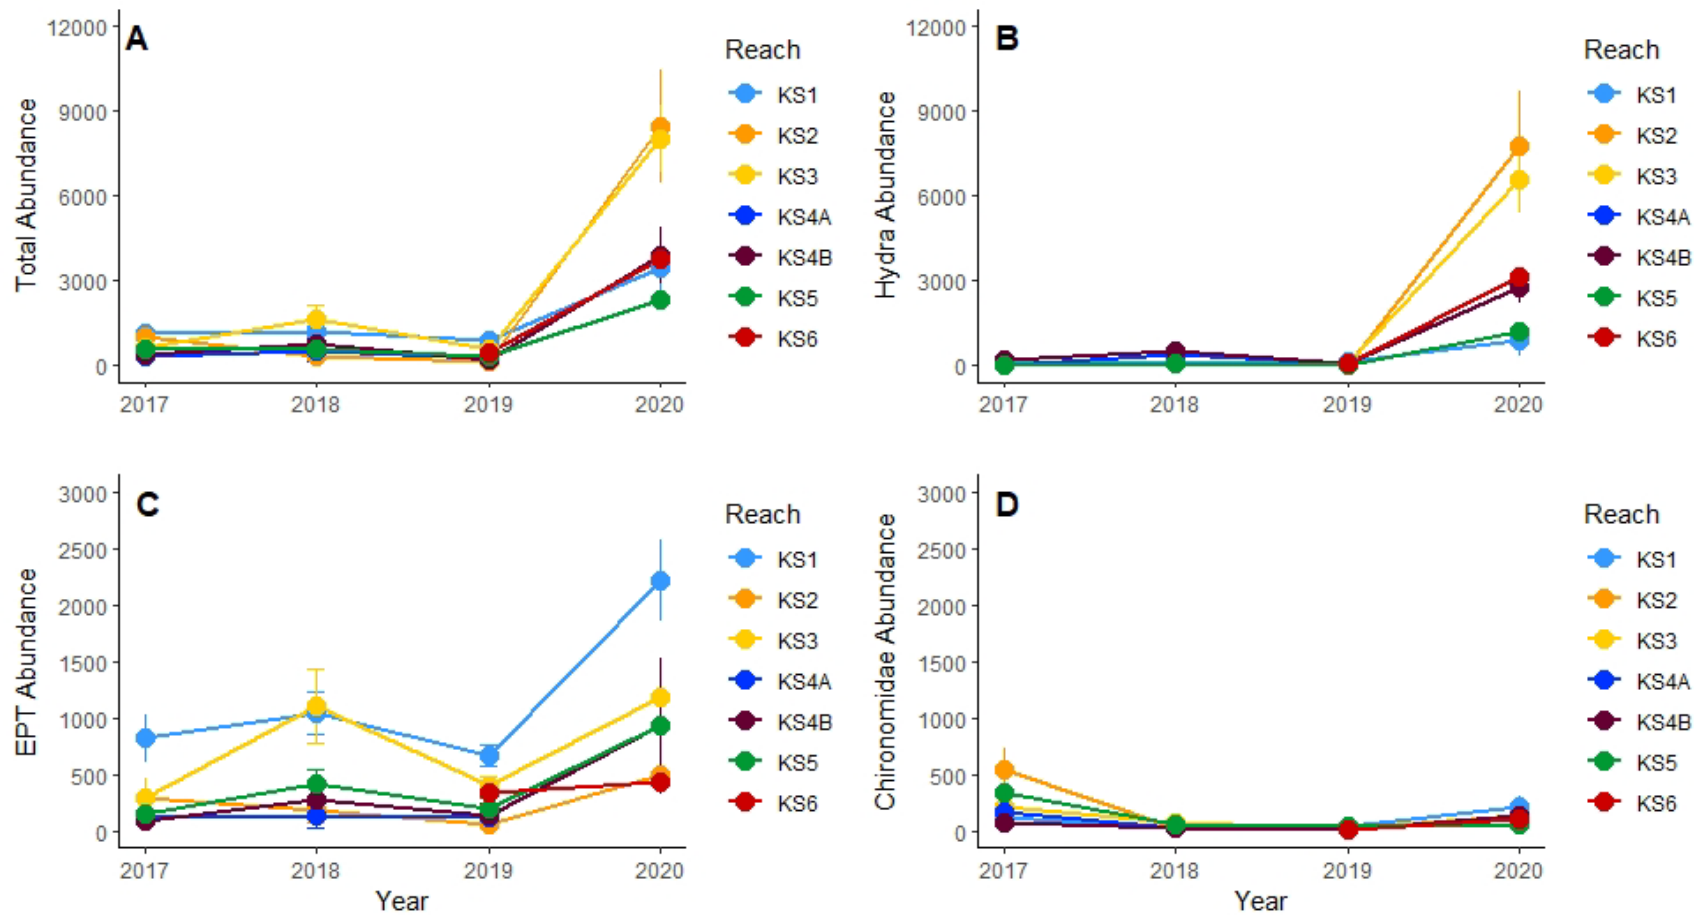 A
Total Abundance
12000
9000
6000
3000
0
2017 2018 2019 2020
Reach
KS1
KS2
KS3
KS4A
KS4B
KS5
KS6
B
Hydra Abundance
12000
9000
6000
3000
0
2017 2018 2019 2020
Reach
KS1
KS2
KS3
KS4A
KS4B
KS5
KS6
C
EPT Abundance
3000
2500
2000
1500
1000
500
0
2017 2018 2019 2020
Year
Reach
KS1
KS2
KS3
KS4A
KS4B
KS5
KS6
D
Chironomidae Abundance
3000
2500
2000
1500
1000
500
0
2017 2018 2019 2020
Year
Reach
KS1
KS2
KS3
KS4A
KS4B
KS5
KS6